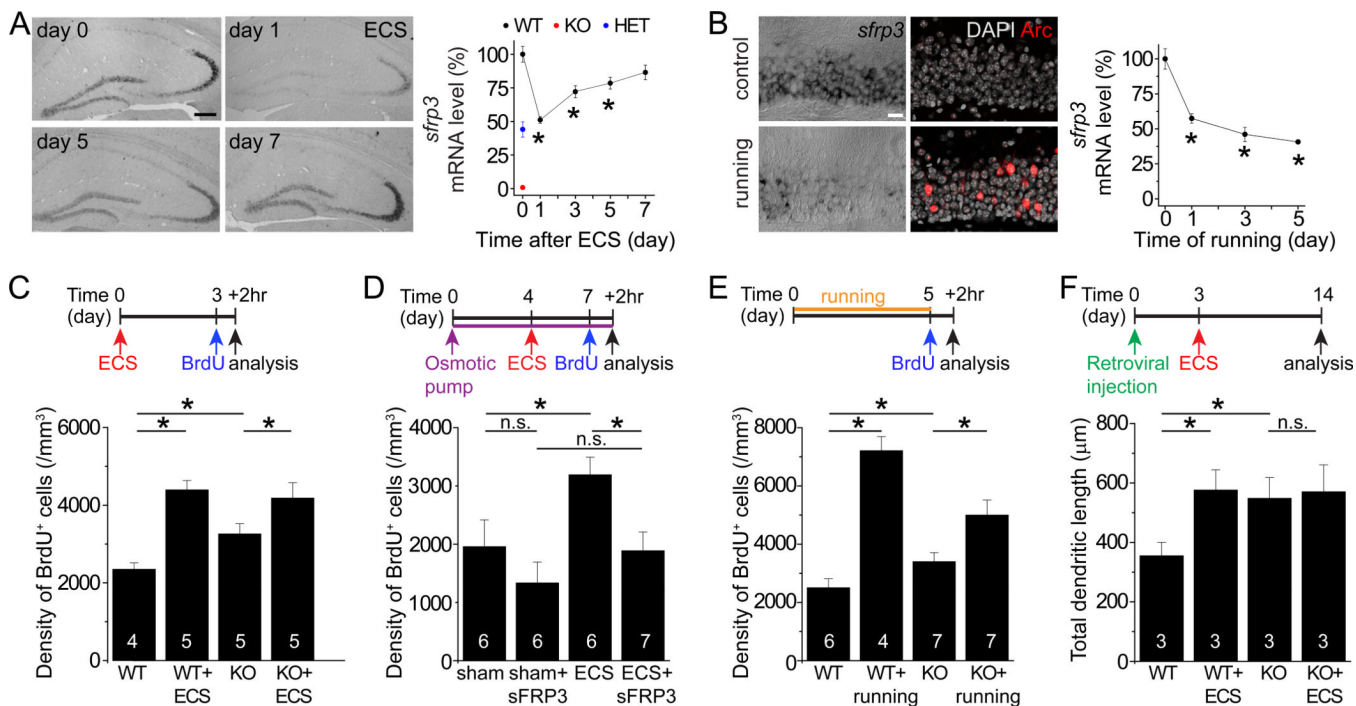 A
day 0
day 1
ECS
day 5
day 7
WT KO HET
sfrp3
mRNA level (%)
100
75
50
25
0
*
*
*
0 1 3 5 7
Time after ECS (day)
B
control
running
sfrp3
DAPI Arc
sfrp3
mRNA level (%)
100
75
50
25
0
*
*
*
0 1 3 5
Time of running (day)
C
Time 0 3 +2hr
(day)
ECS BrdU analysis
Density of BrdU+ cells (/mm3)
6000
4000
2000
0
*
* *
4 5 5 5
WT WT+ KO KO+
ECS ECS
D
Time 0 4 7 +2hr
(day)
Osmotic ECS BrdU analysis
pump
Density of BrdU+ cells (/mm3)
4000
3000
2000
1000
0
*
n.s. *
n.s.
6 6 6 7
sham sham+ ECS ECS+
sFRP3 sFRP3
E
Time 0 running 5 +2hr
(day)
BrdU analysis
Density of BrdU+ cells (/mm3)
8000
6000
4000
2000
0
*
* *
6 4 7 7
WT WT+ KO KO+
running running
F
Time 0 3 14
(day)
Retroviral ECS analysis
injection
Total dendritic length (μm)
800
600
400
200
0
*
* n.s.
3 3 3 3
WT WT+ KO KO+
ECS ECS